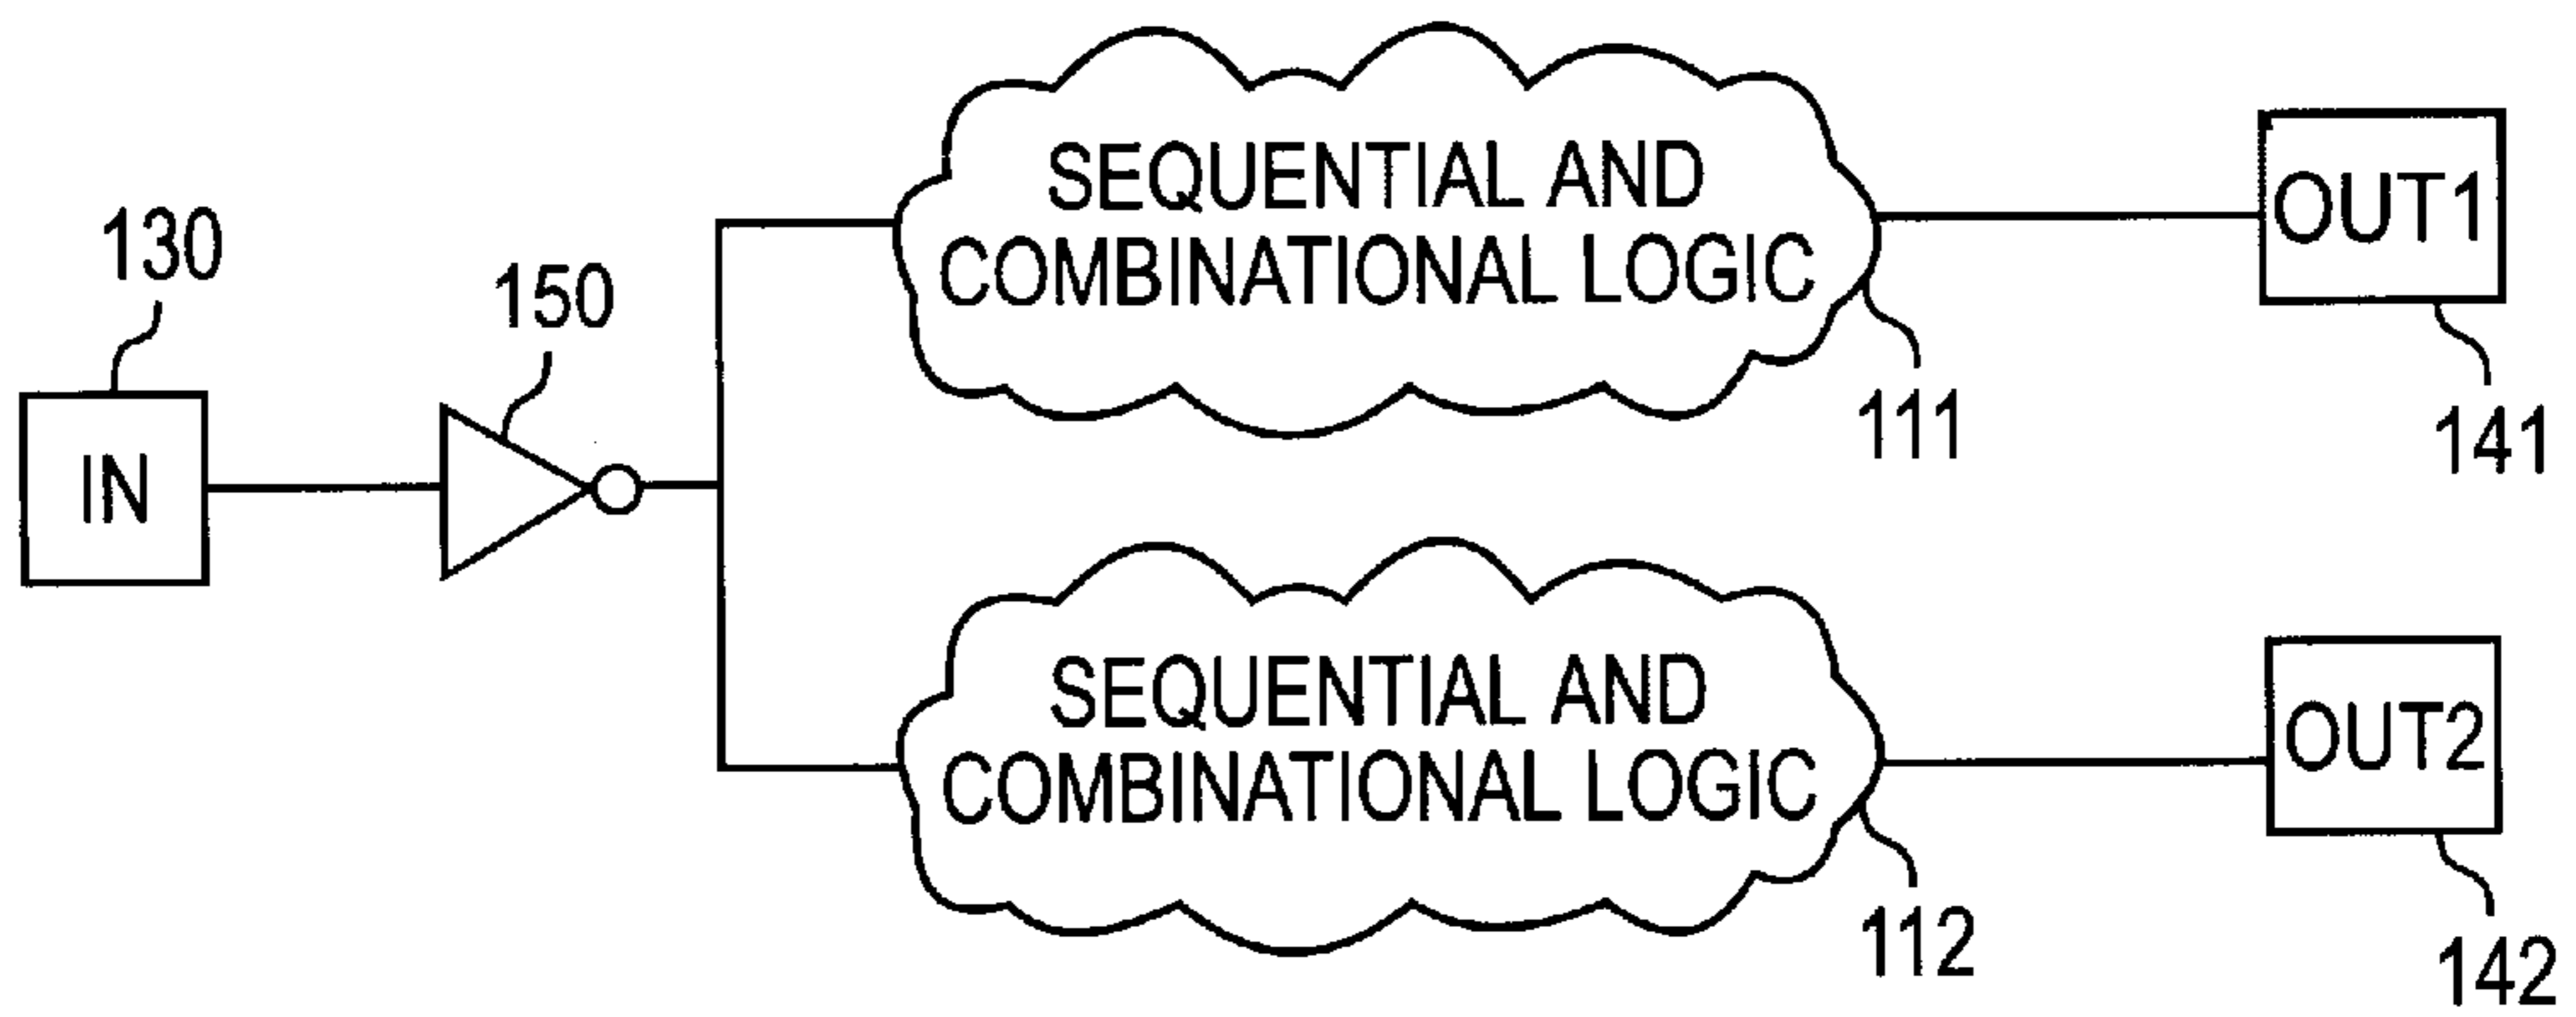 130
IN
150
SEQUENTIAL AND
COMBINATIONAL LOGIC
111
OUT1
141
SEQUENTIAL AND
COMBINATIONAL LOGIC
112
OUT2
142